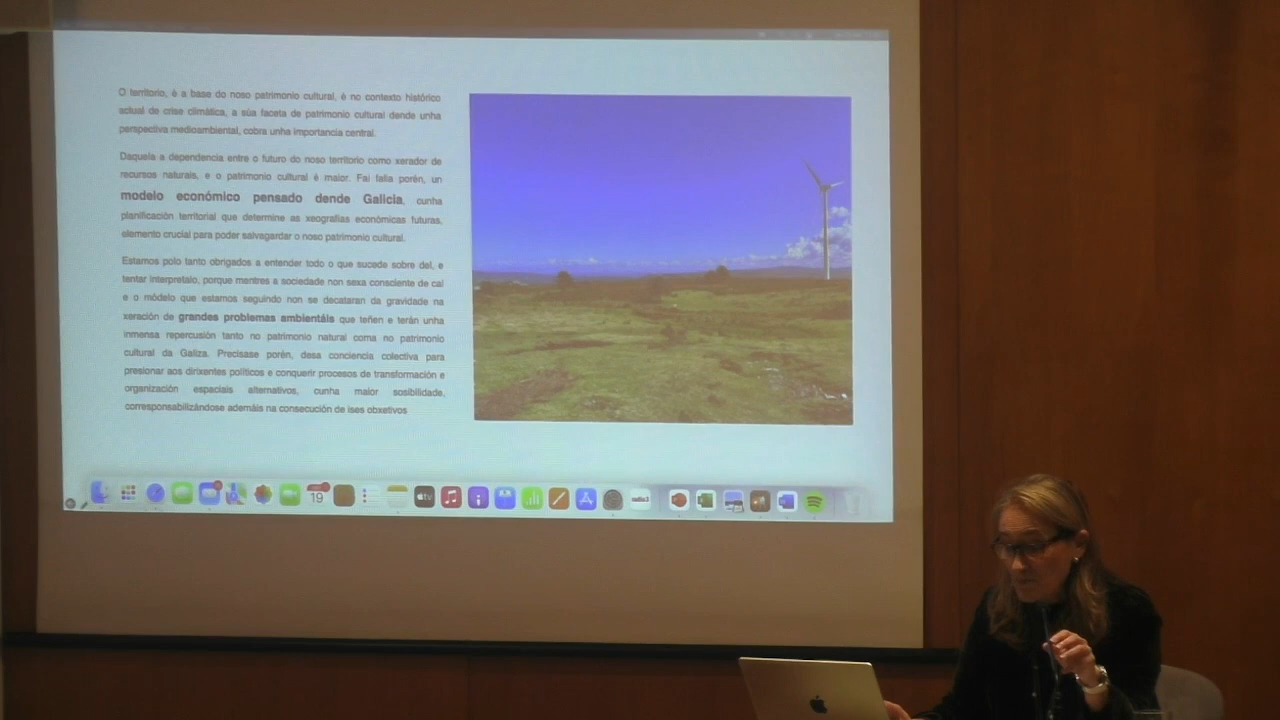 O territorio, é a base do noso patrimonio cultural, é no contexto histórico
actual de crise climática, a súa faceta de patrimonio cultural dende unha
perspectiva medioambiental, cobra unha importancia central.
Daquela a dependencia entre o futuro do noso territorio como xerador de
recursos naturais, e o patrimonio cultural é maior. Fai falla porén, un
modelo económico pensado dende Galicia, cunha
planificación territorial que determine as xeografías económicas futuras,
elemento crucial para poder salvagardar o noso patrimonio cultural.
Estamos polo tanto obrigados a entender todo o que sucede sobre del, e
tentar interpretalo, porque mentres a sociedade non sexa consciente de cal
e o módelo que estamos seguindo non se decataran da gravidade na
xeración de grandes problemas ambientáis que teñen e terán unha
inmensa repercusión tanto no patrimonio natural coma no patrimonio
cultural da Galiza. Precisase porén, desa conciencia colectiva para
presionar aos dirixentes políticos e conquerir procesos de transformación e
organización espaciais alternativos, cunha maior sosibilidade,
corresponsabilizándose ademáis na consecución de ises obxetivos
19
tv